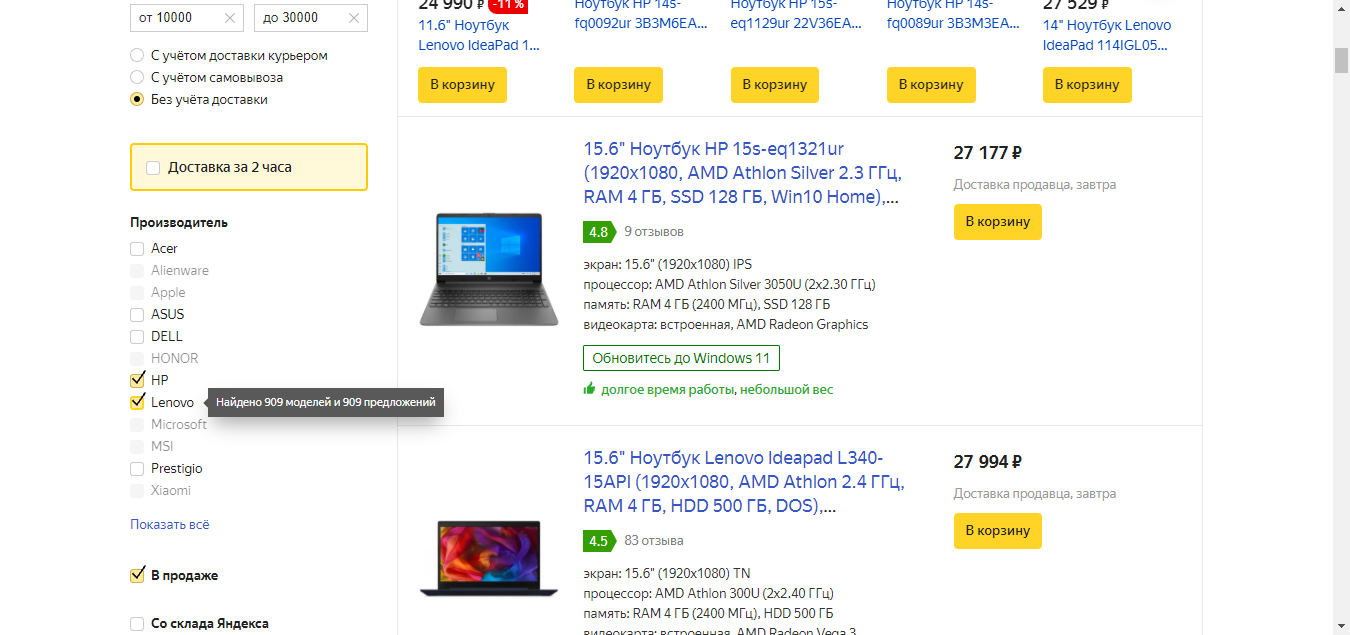 от 10000
до 30000
С учётом доставки курьером
С учётом самовывоза
Без учёта доставки
Доставка за 2 часа
Производитель
Acer
Alienware
Apple
ASUS
DELL
HONOR
HP
Lenovo
Найдено 909 моделей и 909 предложений
Microsoft
MSI
Prestigio
Xiaomi
Показать всё
В продаже
Со склада Яндекса
24 990 ₽ -11%
11.6" Ноутбук
Lenovo IdeaPad 1...
В корзину
Ноутбук HP 14s-
fq0092ur 3B3M6EA...
В корзину
Ноутбук HP 15s-
eq1129ur 22V36EA...
В корзину
Ноутбук HP 14s-
fq0089ur 3B3M3EA...
В корзину
27 529 ₽
14" Ноутбук Lenovo
IdeaPad 114IGL05...
В корзину
15.6" Ноутбук HP 15s-eq1321ur
(1920x1080, AMD Athlon Silver 2.3 ГГц,
RAM 4 ГБ, SSD 128 ГБ, Win10 Home),...
4.8 9 отзывов
экран: 15.6" (1920x1080) IPS
процессор: AMD Athlon Silver 3050U (2x2.30 ГГц)
память: RAM 4 ГБ (2400 МГц), SSD 128 ГБ
видеокарта: встроенная, AMD Radeon Graphics
Обновитесь до Windows 11
долгое время работы, небольшой вес
27 177 ₽
Доставка продавца, завтра
В корзину
15.6" Ноутбук Lenovo Ideapad L340-
15API (1920x1080, AMD Athlon 2.4 ГГц,
RAM 4 ГБ, HDD 500 ГБ, DOS),...
4.5 83 отзыва
экран: 15.6" (1920x1080) TN
процессор: AMD Athlon 300U (2x2.40 ГГц)
память: RAM 4 ГБ (2400 МГц), HDD 500 ГБ
видеокарта: встроенная, AMD Radeon Vega 3
27 994 ₽
Доставка продавца, завтра
В корзину